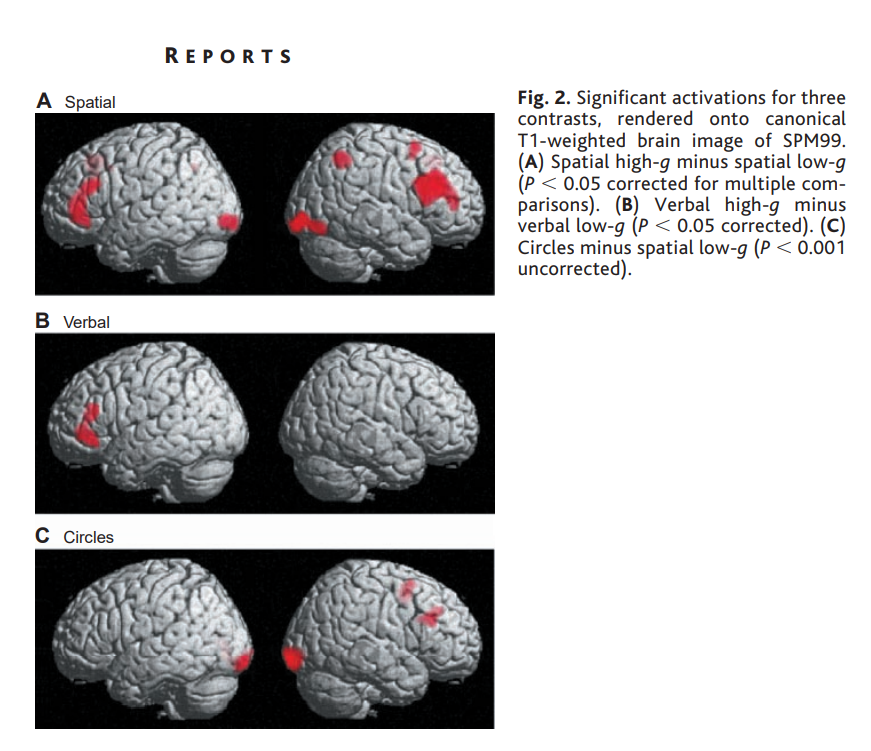 REPORTS
A Spatial
Fig. 2. Significant activations for three
contrasts, rendered onto canonical
T1-weighted brain image of SPM99.
(A) Spatial high-g minus spatial low-g
(P < 0.05 corrected for multiple com-
parisons). (B) Verbal high-g minus
verbal low-g (P < 0.05 corrected). (C)
Circles minus spatial low-g (P < 0.001
uncorrected).
B Verbal
C Circles